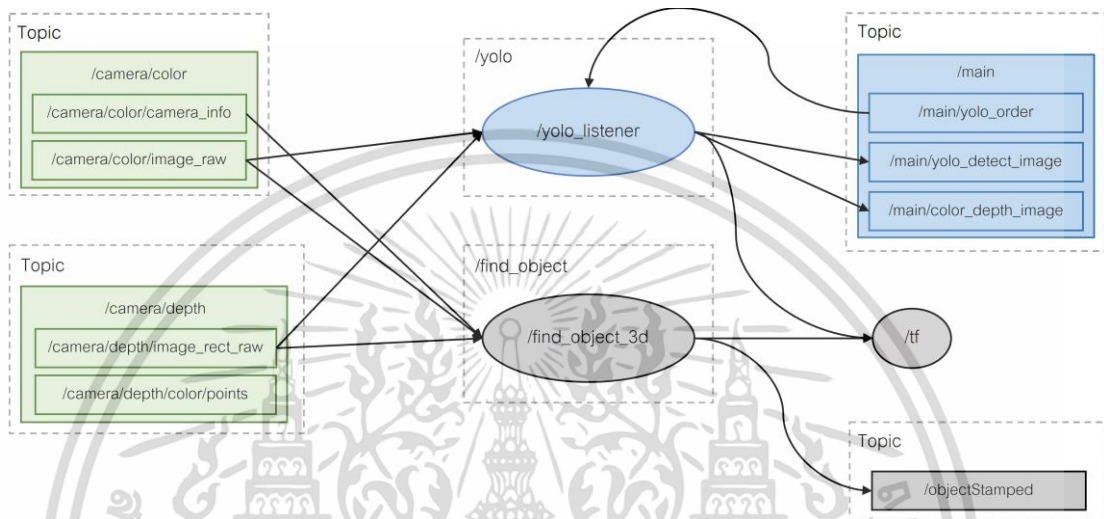 Topic
/camera/color
/camera/color/camera_info
/camera/color/image_raw
Topic
/camera/depth
/camera/depth/image_rect_raw
/camera/depth/color/points
/yolo
/yolo_listener
/find_object
/find_object_3d
Topic
/main
/main/yolo_order
/main/yolo_detect_image
/main/color_depth_image
/tf
Topic
/objectStamped